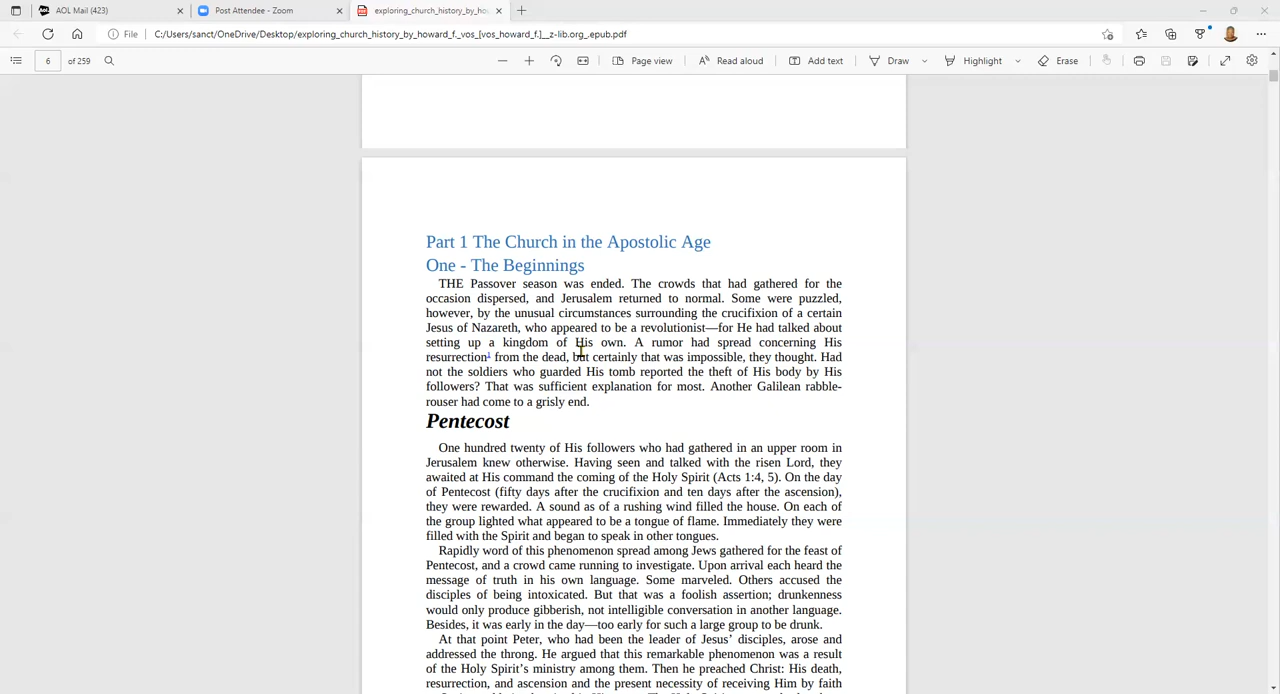 AOL Mail (423)
Post Attendee - Zoom
exploring_church_history_by_ho
File C:/Users/sanct/OneDrive/Desktop/exploring_church_history_by_howard_f._vos_[vos_howard_f.]__z-lib.org_.epub.pdf
6 of 259 Page view Read aloud Add text Draw Highlight Erase
Part 1 The Church in the Apostolic Age
One - The Beginnings
THE Passover season was ended. The crowds that had gathered for the
occasion dispersed, and Jerusalem returned to normal. Some were puzzled,
however, by the unusual circumstances surrounding the crucifixion of a certain
Jesus of Nazareth, who appeared to be a revolutionist—for He had talked about
setting up a kingdom of His own. A rumor had spread concerning His
resurrection1 from the dead, but certainly that was impossible, they thought. Had
not the soldiers who guarded His tomb reported the theft of His body by His
followers? That was sufficient explanation for most. Another Galilean rabble-
rouser had come to a grisly end.
Pentecost
One hundred twenty of His followers who had gathered in an upper room in
Jerusalem knew otherwise. Having seen and talked with the risen Lord, they
awaited at His command the coming of the Holy Spirit (Acts 1:4, 5). On the day
of Pentecost (fifty days after the crucifixion and ten days after the ascension),
they were rewarded. A sound as of a rushing wind filled the house. On each of
the group lighted what appeared to be a tongue of flame. Immediately they were
filled with the Spirit and began to speak in other tongues.
Rapidly word of this phenomenon spread among Jews gathered for the feast of
Pentecost, and a crowd came running to investigate. Upon arrival each heard the
message of truth in his own language. Some marveled. Others accused the
disciples of being intoxicated. But that was a foolish assertion; drunkenness
would only produce gibberish, not intelligible conversation in another language.
Besides, it was early in the day—too early for such a large group to be drunk.
At that point Peter, who had been the leader of Jesus’ disciples, arose and
addressed the throng. He argued that this remarkable phenomenon was a result
of the Holy Spirit’s ministry among them. Then he preached Christ: His death,
resurrection, and ascension and the present necessity of receiving Him by faith